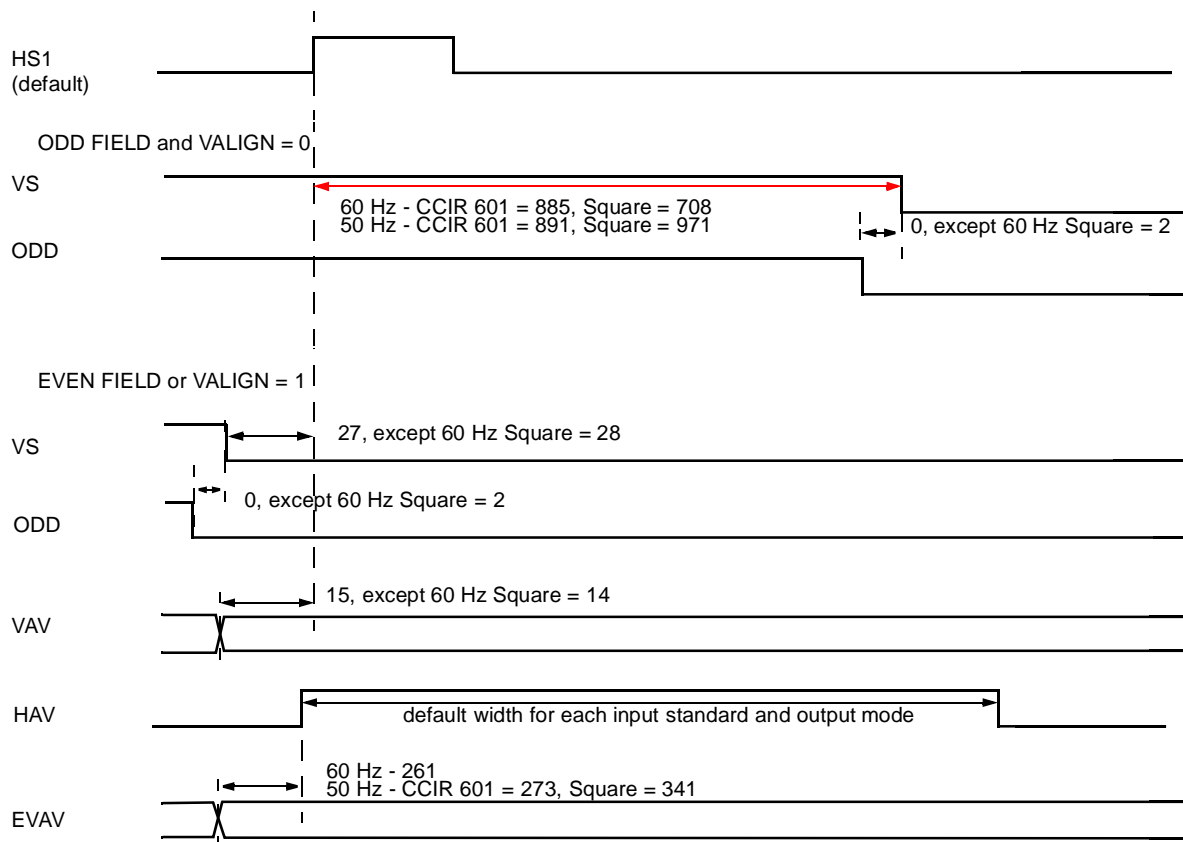 HS1
(default)
ODD FIELD and VALIGN = 0
VS
60 Hz - CCIR 601 = 885, Square = 708
50 Hz - CCIR 601 = 891, Square = 971
0, except 60 Hz Square = 2
ODD
EVEN FIELD or VALIGN = 1
27, except 60 Hz Square = 28
VS
0, except 60 Hz Square = 2
ODD
15, except 60 Hz Square = 14
VAV
HAV
default width for each input standard and output mode
60 Hz - 261
50 Hz - CCIR 601 = 273, Square = 341
EVAV